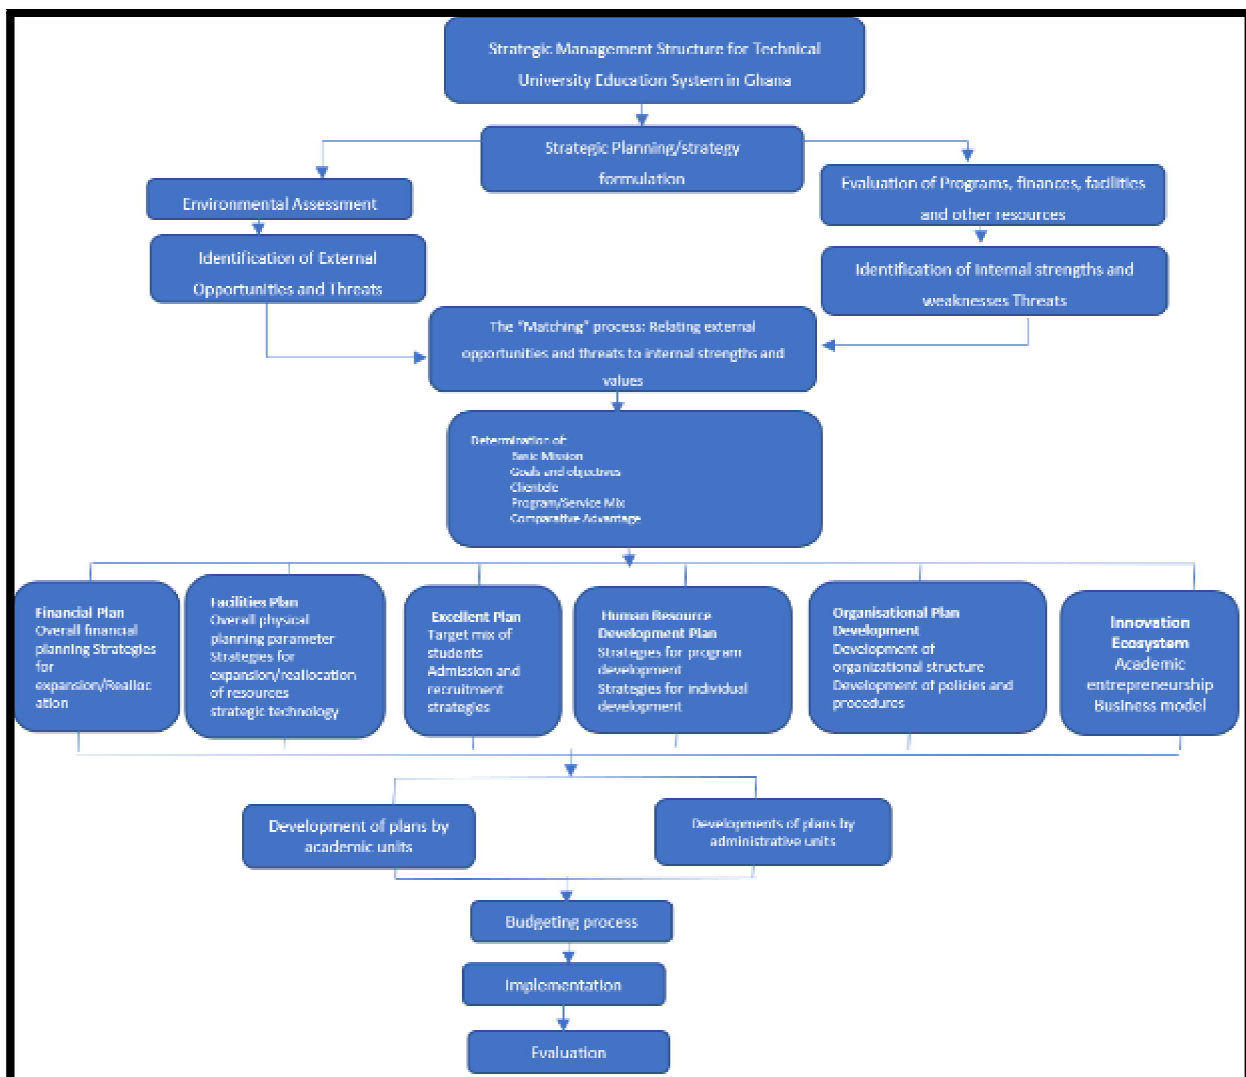 Strategic Management Structure for Technical
University Education System in Ghana
Strategic Planning/strategy
formulation
Environmental Assessment
Evaluation of Programs, finances, facilities
and other resources
Identification of External
Opportunities and Threats
Identification of Internal strengths and
weaknesses Threats
The "Matching" process: Relating external
opportunities and threats to internal strengths and
values
Determination of:
Basic Mission
Goals and objectives
Clientele
Program/Service Mix
Comparative Advantage
Financial Plan
Overall financial
planning Strategies
for
expansion/Realloc
ation
Facilities Plan
Overall physical
planning parameter
Strategies for
expansion/reallocation
of resources
strategic technology
Excellent Plan
Target mix of
students
Admission and
recruitment
strategies
Human Resource
Development Plan
Strategies for program
development
Strategies for individual
development
Organisational Plan
Development
Development of
organizational structure
Development of policies and
procedures
Innovation
Ecosystem
Academic
entrepreneurship
Business model
Development of plans by
academic units
Developments of plans by
administrative units
Budgeting process
Implementation
Evaluation